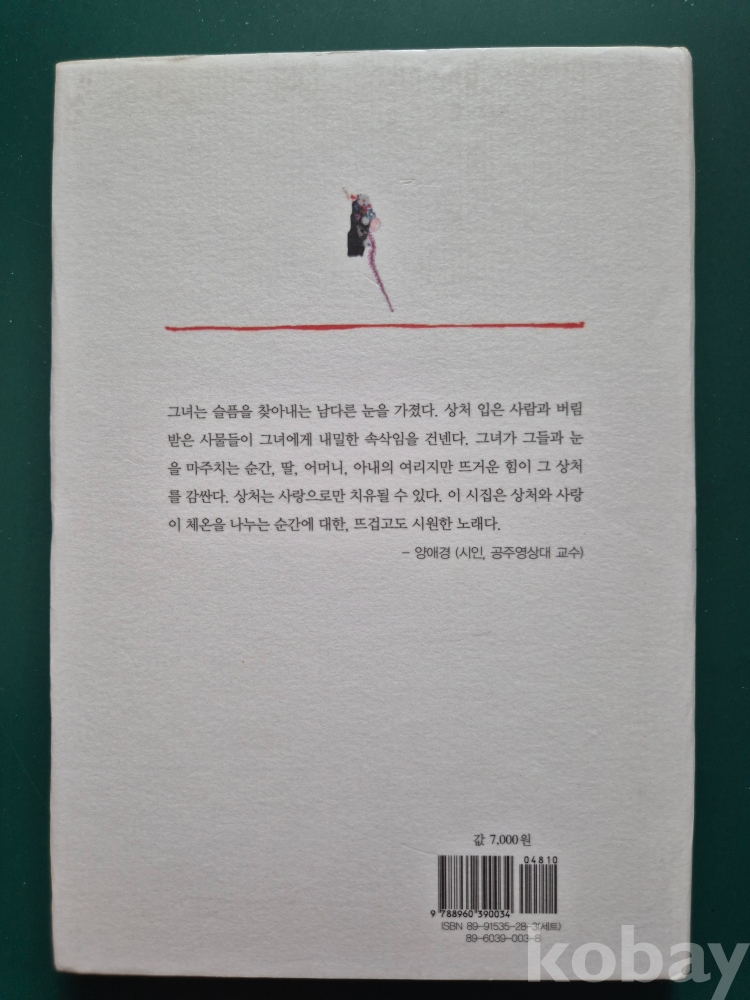 그녀는 슬픔을 찾아내는 남다른 눈을 가졌다. 상처 입은 사람과 버림
받은 사물들이 그녀에게 내밀한 속삭임을 건넨다. 그녀가 그들과 눈
을 마주치는 순간, 딸, 어머니, 아내의 여리지만 뜨거운 힘이 그 상처
를 감싼다. 상처는 사랑으로만 치유될 수 있다. 이 시집은 상처와 사랑
이 체온을 나누는 순간에 대한, 뜨겁고도 시원한 노래다.
– 양애경 (시인, 공주영상대 교수)
값 7,000원
04810
9 788960 390034
ISBN 89-91535-28-3(세트)
89-6039-003-8
kobay